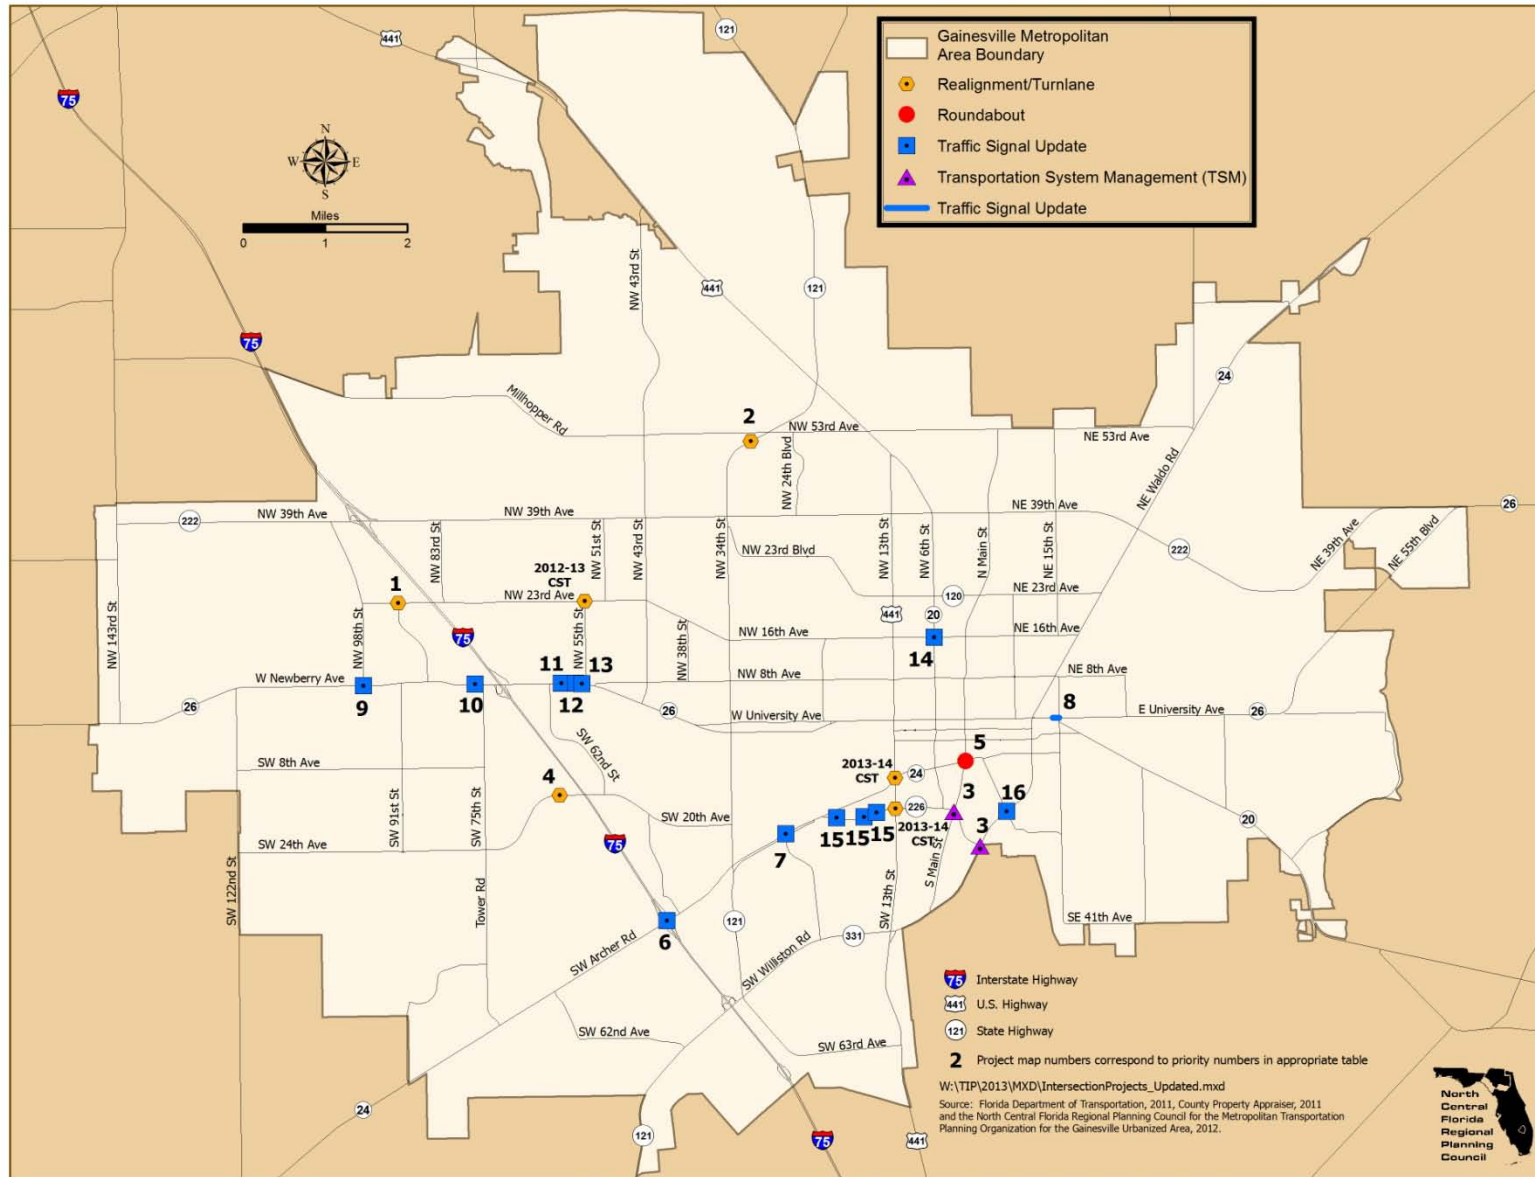 Gainesville Metropolitan
Area Boundary
Realignment/Turnlane
Roundabout
Traffic Signal Update
Transportation System Management (TSM)
Traffic Signal Update
121
441
75
N
W E
S
Miles
0 1 2
NW 43rd St
441
121
75
24
Millhopper Rd
2
NW 53rd Ave
NE 53rd Ave
NW 24th Blvd
NE Waldo Rd
222
NW 39th Ave
NW 39th Ave
NE 39th Ave
26
222
NE 39th Ave
NE 55th Blvd
NW 83rd St
NW 51st St
NW 43rd St
NW 34th St
NW 23rd Blvd
NW 13th St
NW 6th St
N Main St
NE 15th St
2012-13
CST
1
NW 23rd Ave
120
NE 23rd Ave
441
20
NW 143rd St
NW 98th St
75
NW 55th St
NW 38th St
NW 16th Ave
NE 16th Ave
14
11
13
W Newberry Ave
NW 8th Ave
NE 8th Ave
9
10
12
26
26
W University Ave
8
E University Ave
26
SW 8th Ave
SW 62nd St
5
2013-14
CST
24
4
3
16
226
SW 91st St
SW 75th St
SW 20th Ave
15
15
15
2013-14
CST
3
20
SW 24th Ave
75
7
S Main St
SW 122nd St
Tower Rd
SW 13th St
121
SE 41th Ave
6
331
SW Archer Rd
SW Williston Rd
SW 62nd Ave
SW 63rd Ave
24
121
75
441
75 Interstate Highway
441 U.S. Highway
121 State Highway
2 Project map numbers correspond to priority numbers in appropriate table
W:\TIP\2013\MXD\IntersectionProjects_Updated.mxd
Source: Florida Department of Transportation, 2011, County Property Appraiser, 2011
and the North Central Florida Regional Planning Council for the Metropolitan Transportation
Planning Organization for the Gainesville Urbanized Area, 2012.
North
Central
Florida
Regional
Planning
Council